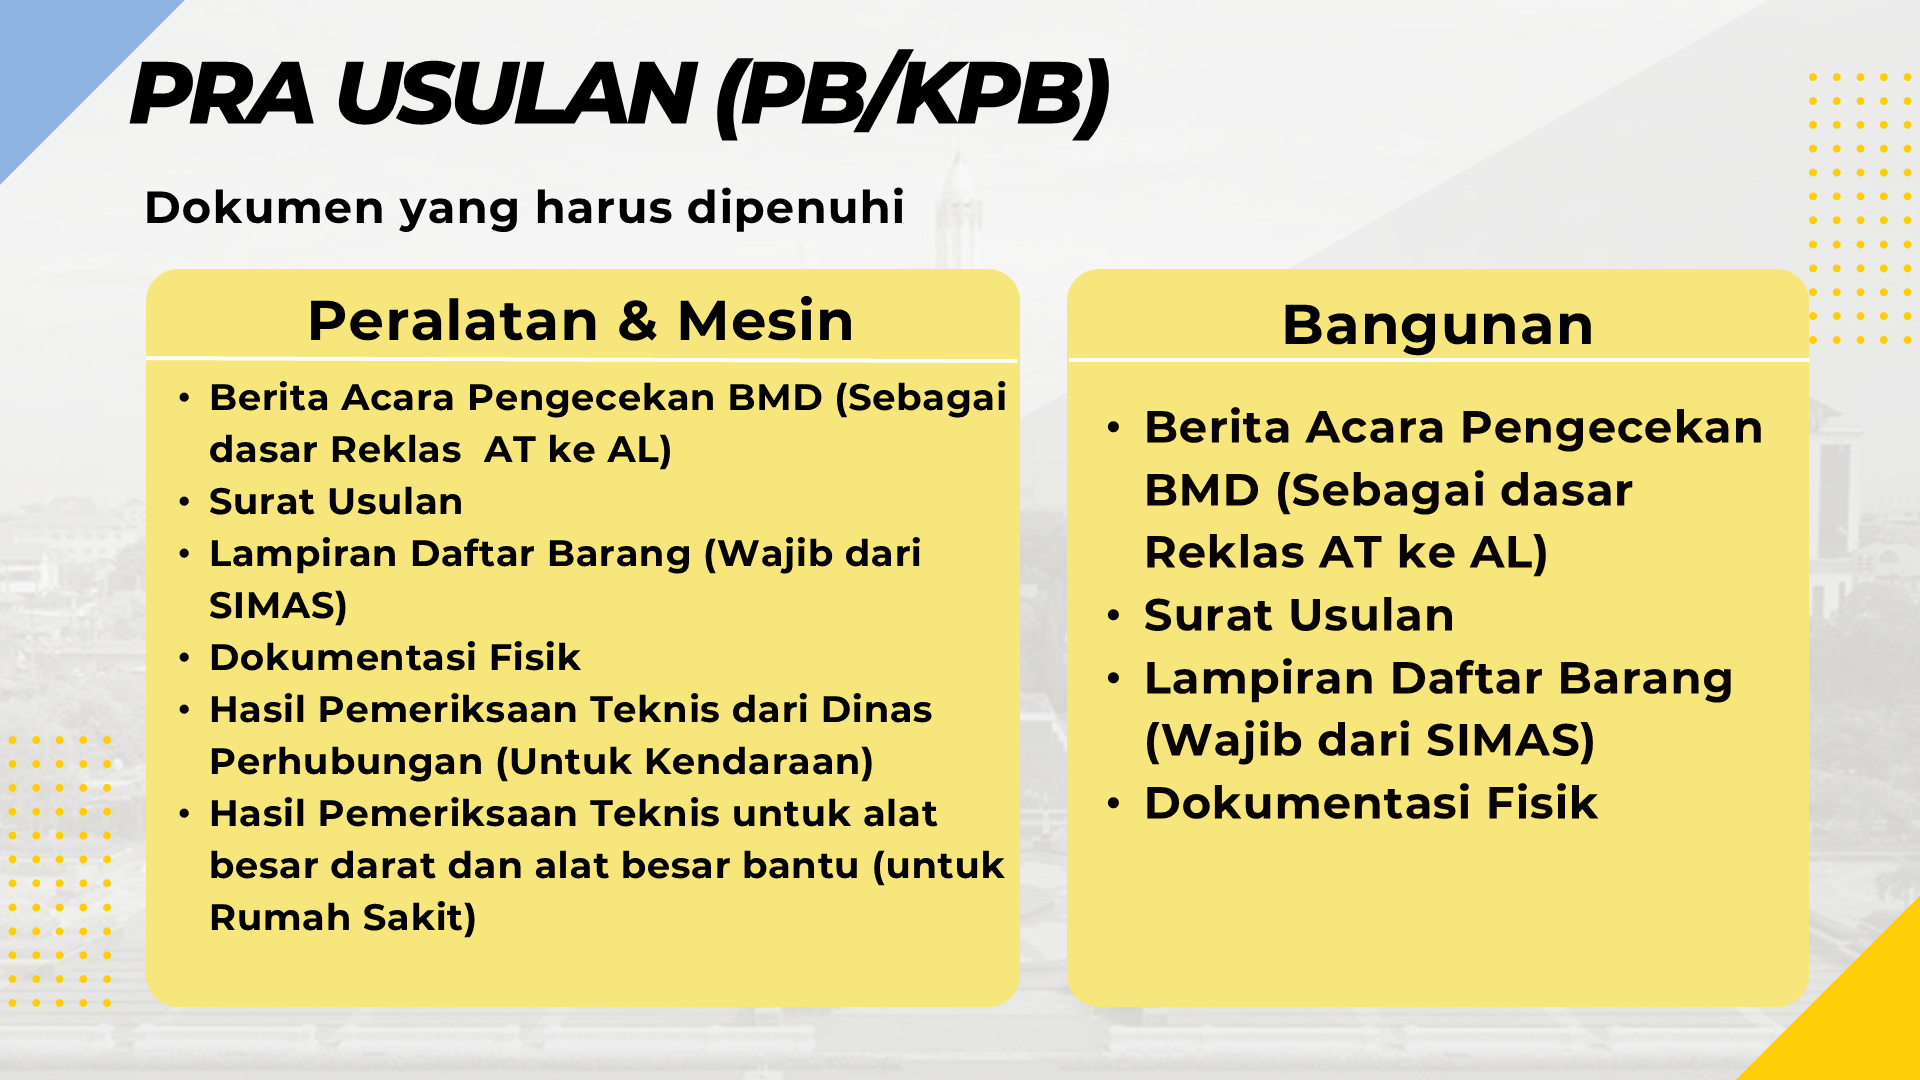 PRA USULAN (PB/KPB)
Dokumen yang harus dipenuhi
Peralatan & Mesin
• Berita Acara Pengecekan BMD (Sebagai
dasar Reklas  AT ke AL)
• Surat Usulan
• Lampiran Daftar Barang (Wajib dari
SIMAS)
• Dokumentasi Fisik
• Hasil Pemeriksaan Teknis dari Dinas
Perhubungan (Untuk Kendaraan)
• Hasil Pemeriksaan Teknis untuk alat
besar darat dan alat besar bantu (untuk
Rumah Sakit)
Bangunan
• Berita Acara Pengecekan
BMD (Sebagai dasar
Reklas AT ke AL)
• Surat Usulan
• Lampiran Daftar Barang
(Wajib dari SIMAS)
• Dokumentasi Fisik